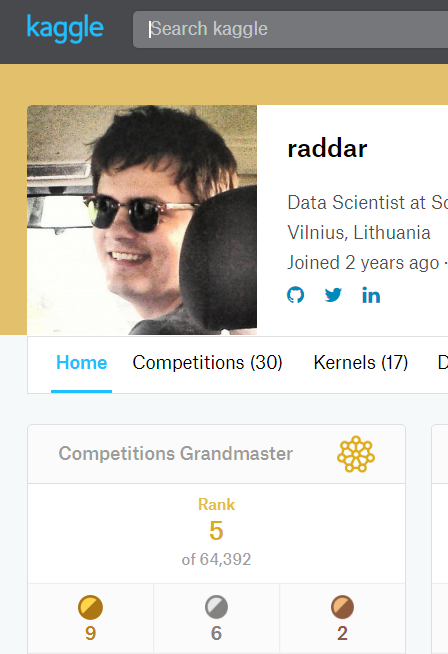 kaggle
Search kaggle
raddar
Data Scientist at Sc
Vilnius, Lithuania
Joined 2 years ago ·
Home Competitions (30) Kernels (17) D
Competitions Grandmaster
Rank
5
of 64,392
9 6 2